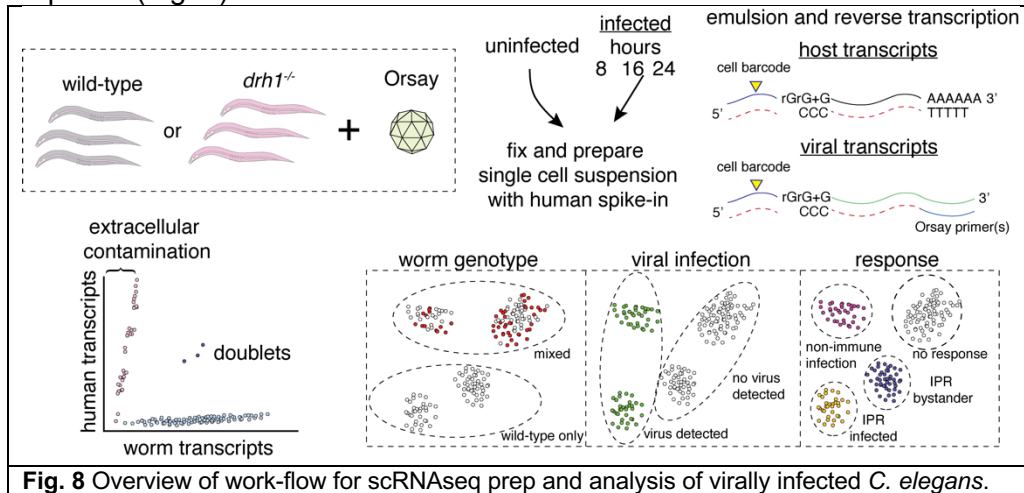 wild-type
or
drh1-/-
+
Orsay
uninfected
infected
hours
8 16 24
fix and prepare
single cell suspension
with human spike-in
emulsion and reverse transcription
host transcripts
cell barcode
rGrG+G
AAAAAA 3'
5'
CCC
TTTTT
viral transcripts
cell barcode
rGrG+G
3'
5'
CCC
Orsay primer(s)
extracellular
contamination
human transcripts
doublets
worm transcripts
worm genotype
mixed
wild-type only
viral infection
no virus
detected
virus detected
response
non-immune
infection
no response
IPR
bystander
IPR
infected
Fig. 8 Overview of work-flow for scRNAseq prep and analysis of virally infected C. elegans.